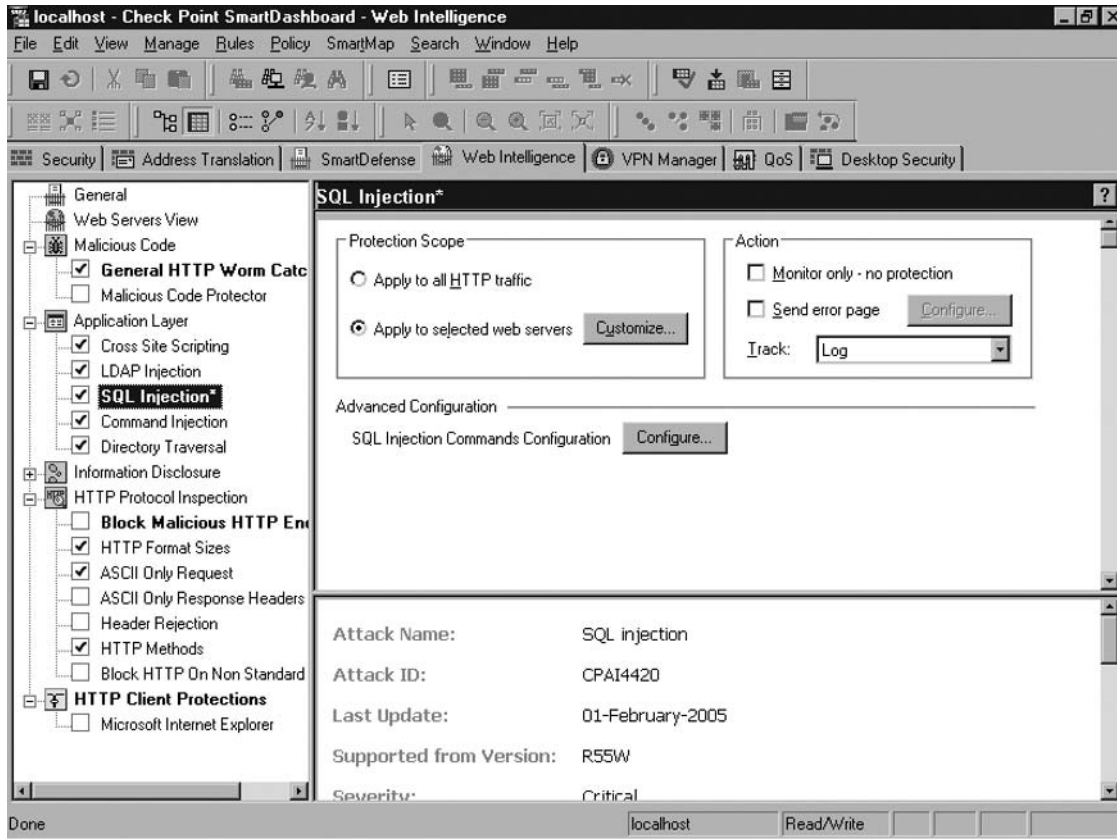 localhost - Check Point SmartDashboard - Web Intelligence
File Edit View Manage Rules Policy SmartMap Search Window Help
Security Address Translation SmartDefense Web Intelligence VPN Manager QoS Desktop Security
General
Web Servers View
Malicious Code
General HTTP Worm Catc
Malicious Code Protector
Application Layer
Cross Site Scripting
LDAP Injection
SQL Injection*
Command Injection
Directory Traversal
Information Disclosure
HTTP Protocol Inspection
Block Malicious HTTP Enc
HTTP Format Sizes
ASCII Only Request
ASCII Only Response Headers
Header Rejection
HTTP Methods
Block HTTP On Non Standard
HTTP Client Protections
Microsoft Internet Explorer
SQL Injection*
?
Protection Scope
Apply to all HTTP traffic
Apply to selected web servers Customize...
Action
Monitor only - no protection
Send error page Configure...
Track: Log
Advanced Configuration
SQL Injection Commands Configuration Configure...
Attack Name: SQL injection
Attack ID: CPAI4420
Last Update: 01-February-2005
Supported from Version: R55W
Severity: Critical
Done localhost Read/Write